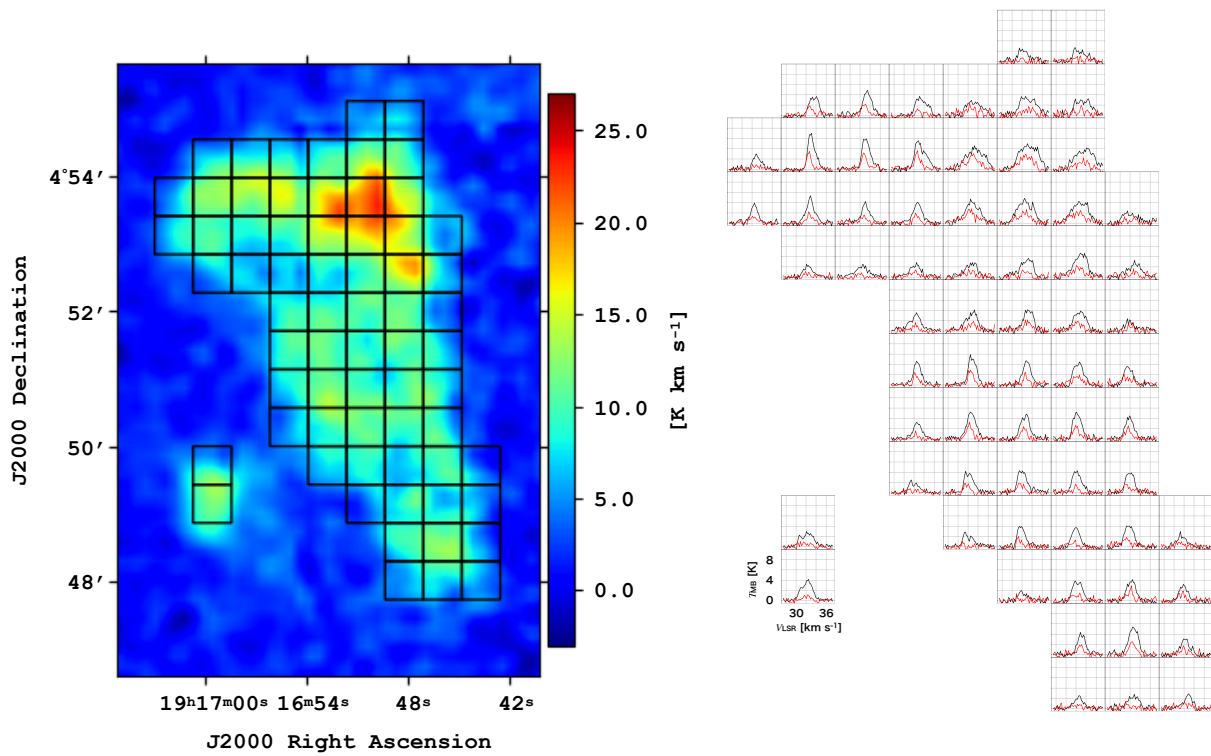 J2000 Declination
4°54′
52′
50′
48′
19ʰ17ᵐ00ˢ 16ᵐ54ˢ 48ˢ 42ˢ
J2000 Right Ascension
25.0
20.0
15.0
10.0
5.0
0.0
[K km s⁻¹]
TMB [K]
8
4
0
30 36
VLSR [km s⁻¹]